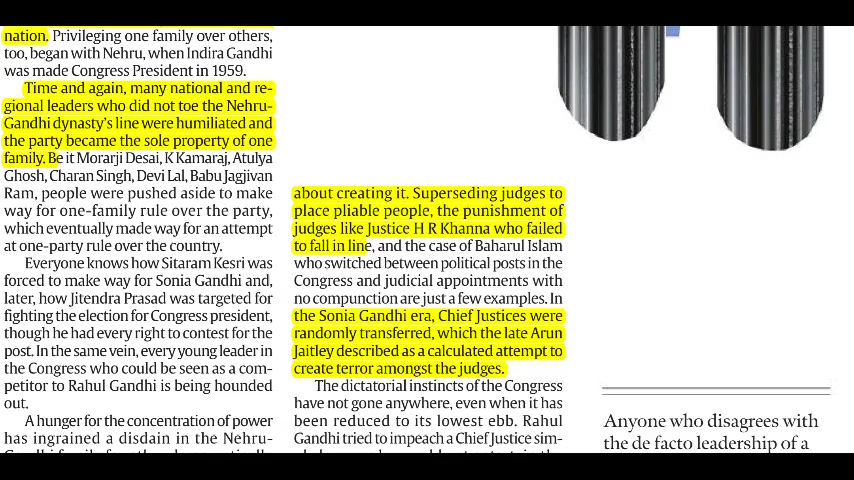 nation. Privileging one family over others,
too, began with Nehru, when Indira Gandhi
was made Congress President in 1959.
Time and again, many national and re-
gional leaders who did not toe the Nehru-
Gandhi dynasty's line were humiliated and
the party became the sole property of one
family. Be it Morarji Desai, K Kamaraj, Atulya
Ghosh, Charan Singh, Devi Lal, Babu Jagjivan
Ram, people were pushed aside to make
way for one-family rule over the party,
which eventually made way for an attempt
at one-party rule over the country.
Everyone knows how Sitaram Kesri was
forced to make way for Sonia Gandhi and,
later, how Jitendra Prasad was targeted for
fighting the election for Congress president,
though he had every right to contest for the
post. In the same vein, every young leader in
the Congress who could be seen as a com-
petitor to Rahul Gandhi is being hounded
out.
A hunger for the concentration of power
has ingrained a disdain in the Nehru-
about creating it. Superseding judges to
place pliable people, the punishment of
judges like Justice H R Khanna who failed
to fall in line, and the case of Baharul Islam
who switched between political posts in the
Congress and judicial appointments with
no compunction are just a few examples. In
the Sonia Gandhi era, Chief Justices were
randomly transferred, which the late Arun
Jaitley described as a calculated attempt to
create terror amongst the judges.
The dictatorial instincts of the Congress
have not gone anywhere, even when it has
been reduced to its lowest ebb. Rahul
Gandhi tried to impeach a Chief Justice sim-
Anyone who disagrees with
the de facto leadership of a